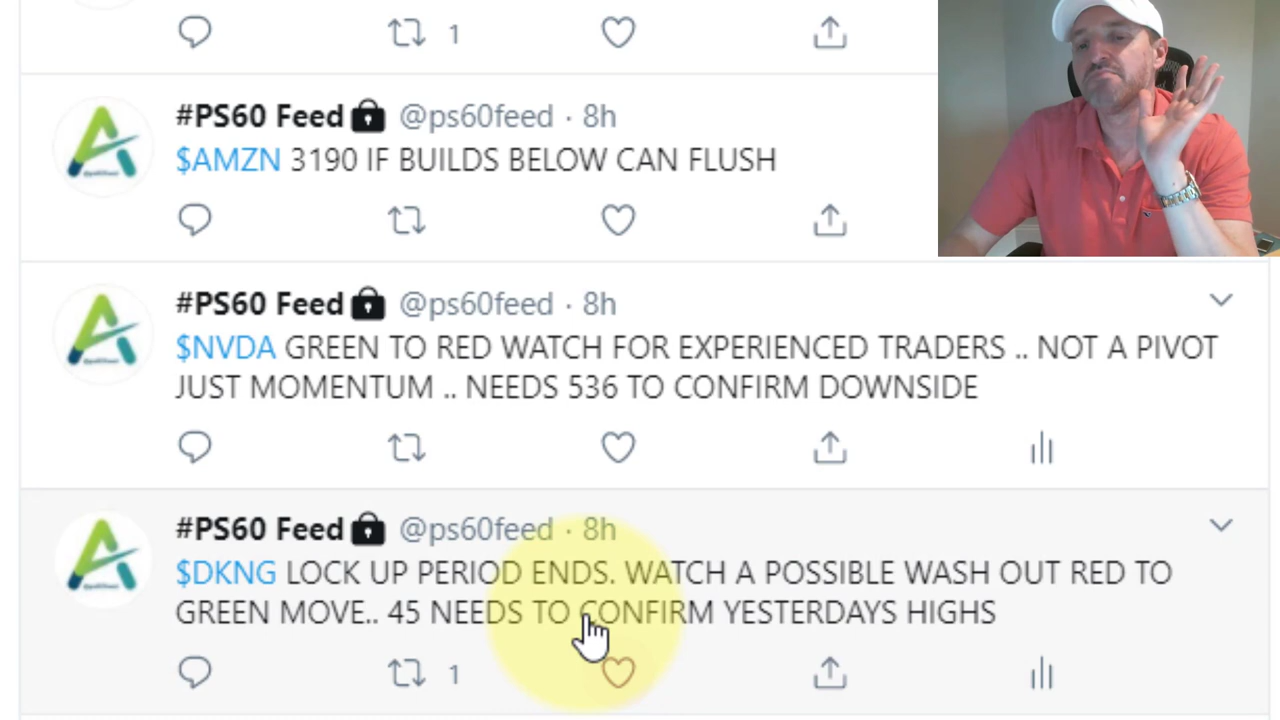 1
#PS60 Feed @ps60feed · 8h
$AMZN 3190 IF BUILDS BELOW CAN FLUSH
#PS60 Feed @ps60feed · 8h
$NVDA GREEN TO RED WATCH FOR EXPERIENCED TRADERS .. NOT A PIVOT
JUST MOMENTUM .. NEEDS 536 TO CONFIRM DOWNSIDE
#PS60 Feed @ps60feed · 8h
$DKNG LOCK UP PERIOD ENDS. WATCH A POSSIBLE WASH OUT RED TO
GREEN MOVE.. 45 NEEDS TO CONFIRM YESTERDAYS HIGHS
1